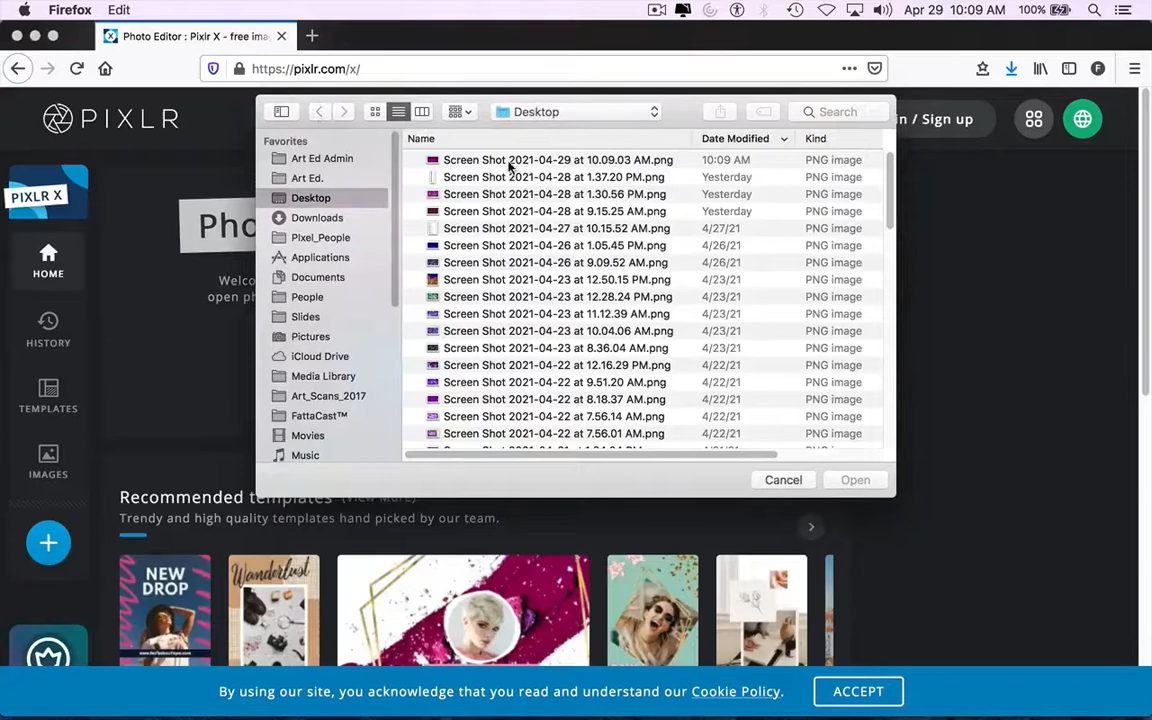 Firefox Edit Apr 29 10:09 AM 100%
Photo Editor : Pixlr X - free ima
https://pixlr.com/x/
PIXLR
in / Sign up
PIXLR X
HOME
HISTORY
TEMPLATES
IMAGES
Pho
Welc
open ph
Desktop
Search
Favorites
Art Ed Admin
Art Ed.
Desktop
Downloads
PIxel_People
Applications
Documents
People
Slides
Pictures
iCloud Drive
Media Library
Art_Scans_2017
FattaCast™
Movies
Music
Name Date Modified Kind
Screen Shot 2021-04-29 at 10.09.03 AM.png 10:09 AM PNG image
Screen Shot 2021-04-28 at 1.37.20 PM.png Yesterday PNG image
Screen Shot 2021-04-28 at 1.30.56 PM.png Yesterday PNG image
Screen Shot 2021-04-28 at 9.15.25 AM.png Yesterday PNG image
Screen Shot 2021-04-27 at 10.15.52 AM.png 4/27/21 PNG image
Screen Shot 2021-04-26 at 1.05.45 PM.png 4/26/21 PNG image
Screen Shot 2021-04-26 at 9.09.52 AM.png 4/26/21 PNG image
Screen Shot 2021-04-23 at 12.50.15 PM.png 4/23/21 PNG image
Screen Shot 2021-04-23 at 12.28.24 PM.png 4/23/21 PNG image
Screen Shot 2021-04-23 at 11.12.39 AM.png 4/23/21 PNG image
Screen Shot 2021-04-23 at 10.04.06 AM.png 4/23/21 PNG image
Screen Shot 2021-04-23 at 8.36.04 AM.png 4/23/21 PNG image
Screen Shot 2021-04-22 at 12.16.29 PM.png 4/22/21 PNG image
Screen Shot 2021-04-22 at 9.51.20 AM.png 4/22/21 PNG image
Screen Shot 2021-04-22 at 8.18.37 AM.png 4/22/21 PNG image
Screen Shot 2021-04-22 at 7.56.14 AM.png 4/22/21 PNG image
Screen Shot 2021-04-22 at 7.56.01 AM.png 4/22/21 PNG image
Cancel Open
Recommended templates (View More)
Trendy and high quality templates hand picked by our team.
NEW
DROP
Wanderlust
By using our site, you acknowledge that you read and understand our Cookie Policy.
ACCEPT